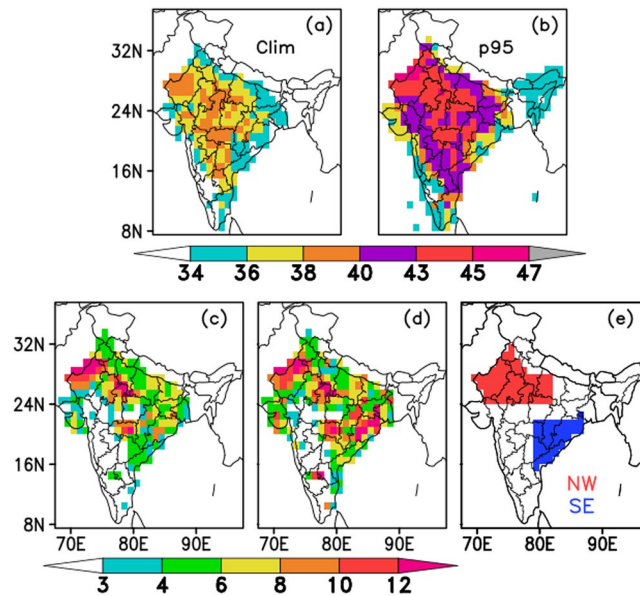 (a) (b)
32N Clim p95
24N
16N
8N
34 36 38 40 43 45 47
(c) (d) (e)
32N
24N
16N
NW
SE
8N
70E 80E 90E 70E 80E 90E 70E 80E 90E
3 4 6 8 10 12